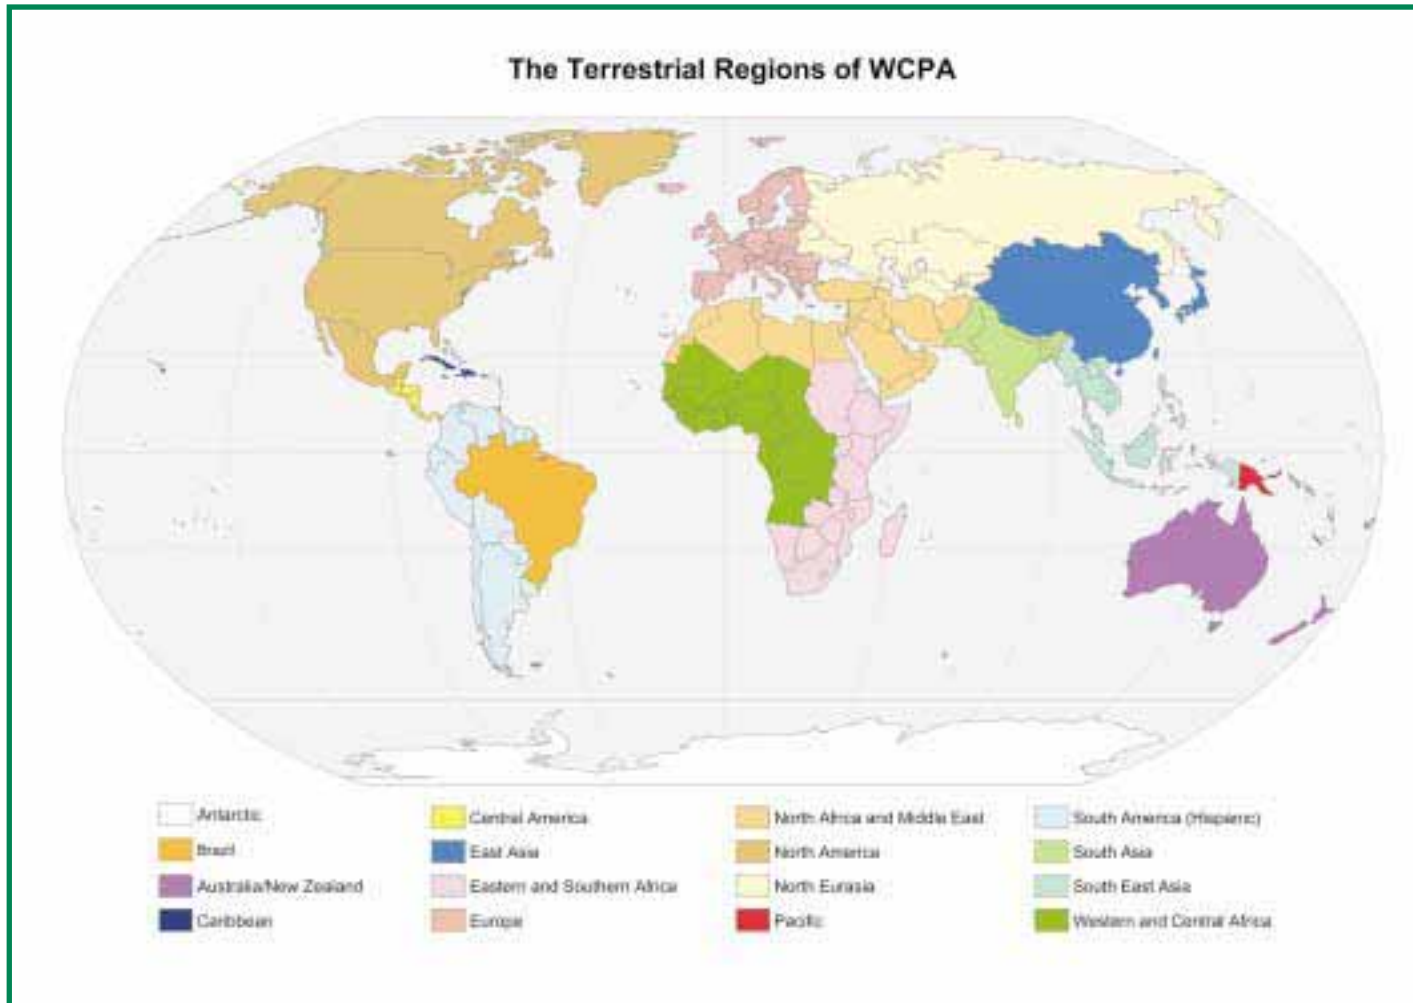 The Terrestrial Regions of WCPA
Antarctic
Brazil
Australia/New Zealand
Caribbean
Central America
East Asia
Eastern and Southern Africa
Europe
North Africa and Middle East
North America
North Eurasia
Pacific
South America (Hispanic)
South Asia
South East Asia
Western and Central Africa